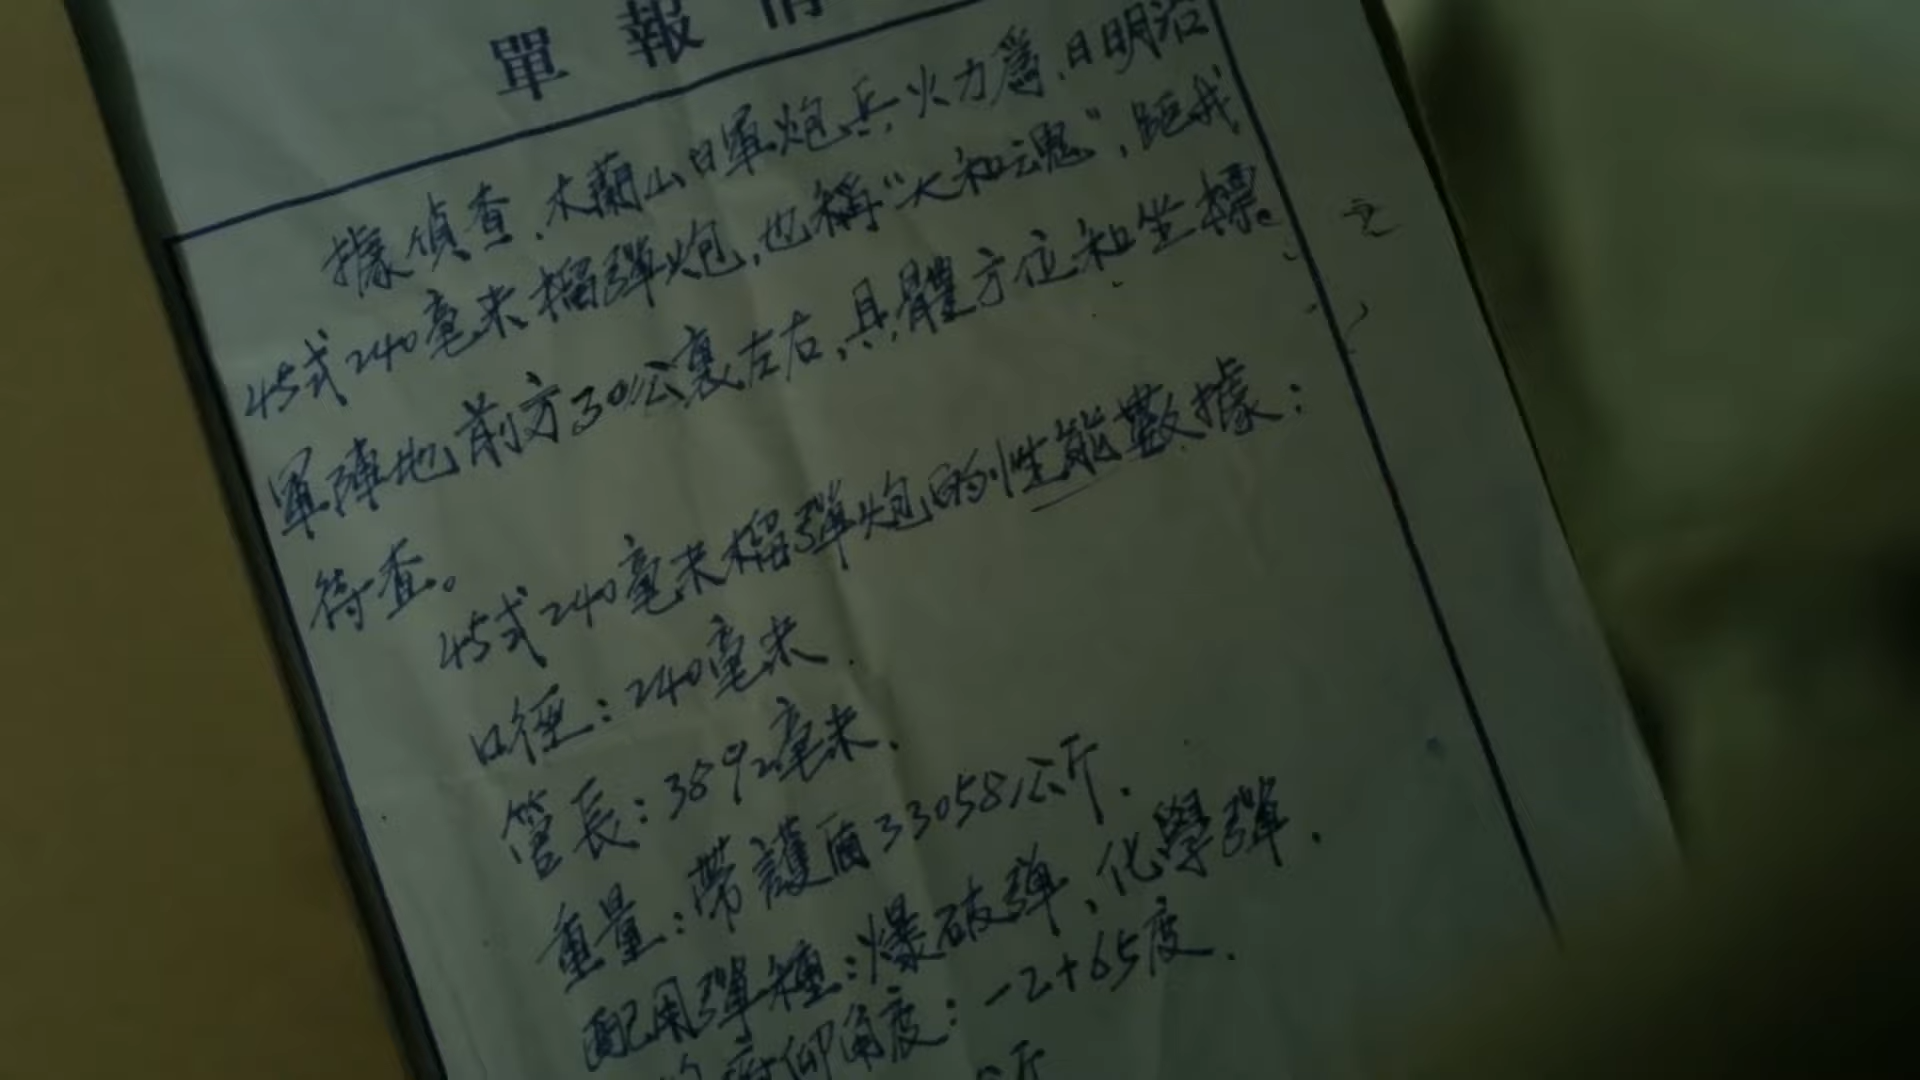 單報情
據偵查，木蘭山日軍炮兵火力爲，日明治
45式240毫米榴彈炮，也稱“大和魂”，距我
軍陣地前方30公裏左右，具體方位和坐標
待查。
45式240毫米榴彈炮的性能數據：
口徑：240毫米．
管長：3892毫米．
重量：帶護盾33058公斤．
配用彈種：爆破彈、化學彈．
俯仰角度：-2+65度．